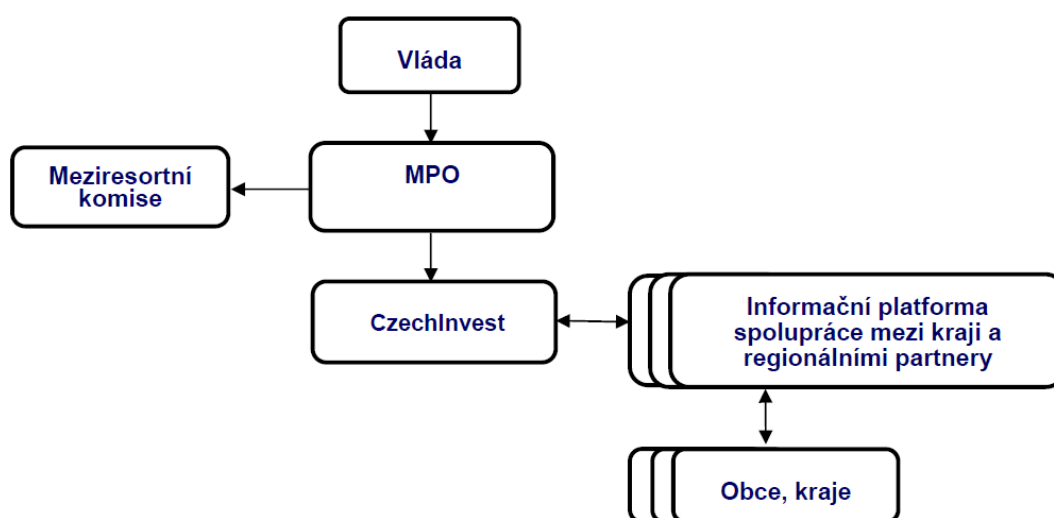 Vláda
MPO
Meziresortní
komise
CzechInvest
Informační platforma
spolupráce mezi kraji a
regionálními partnery
Obce, kraje